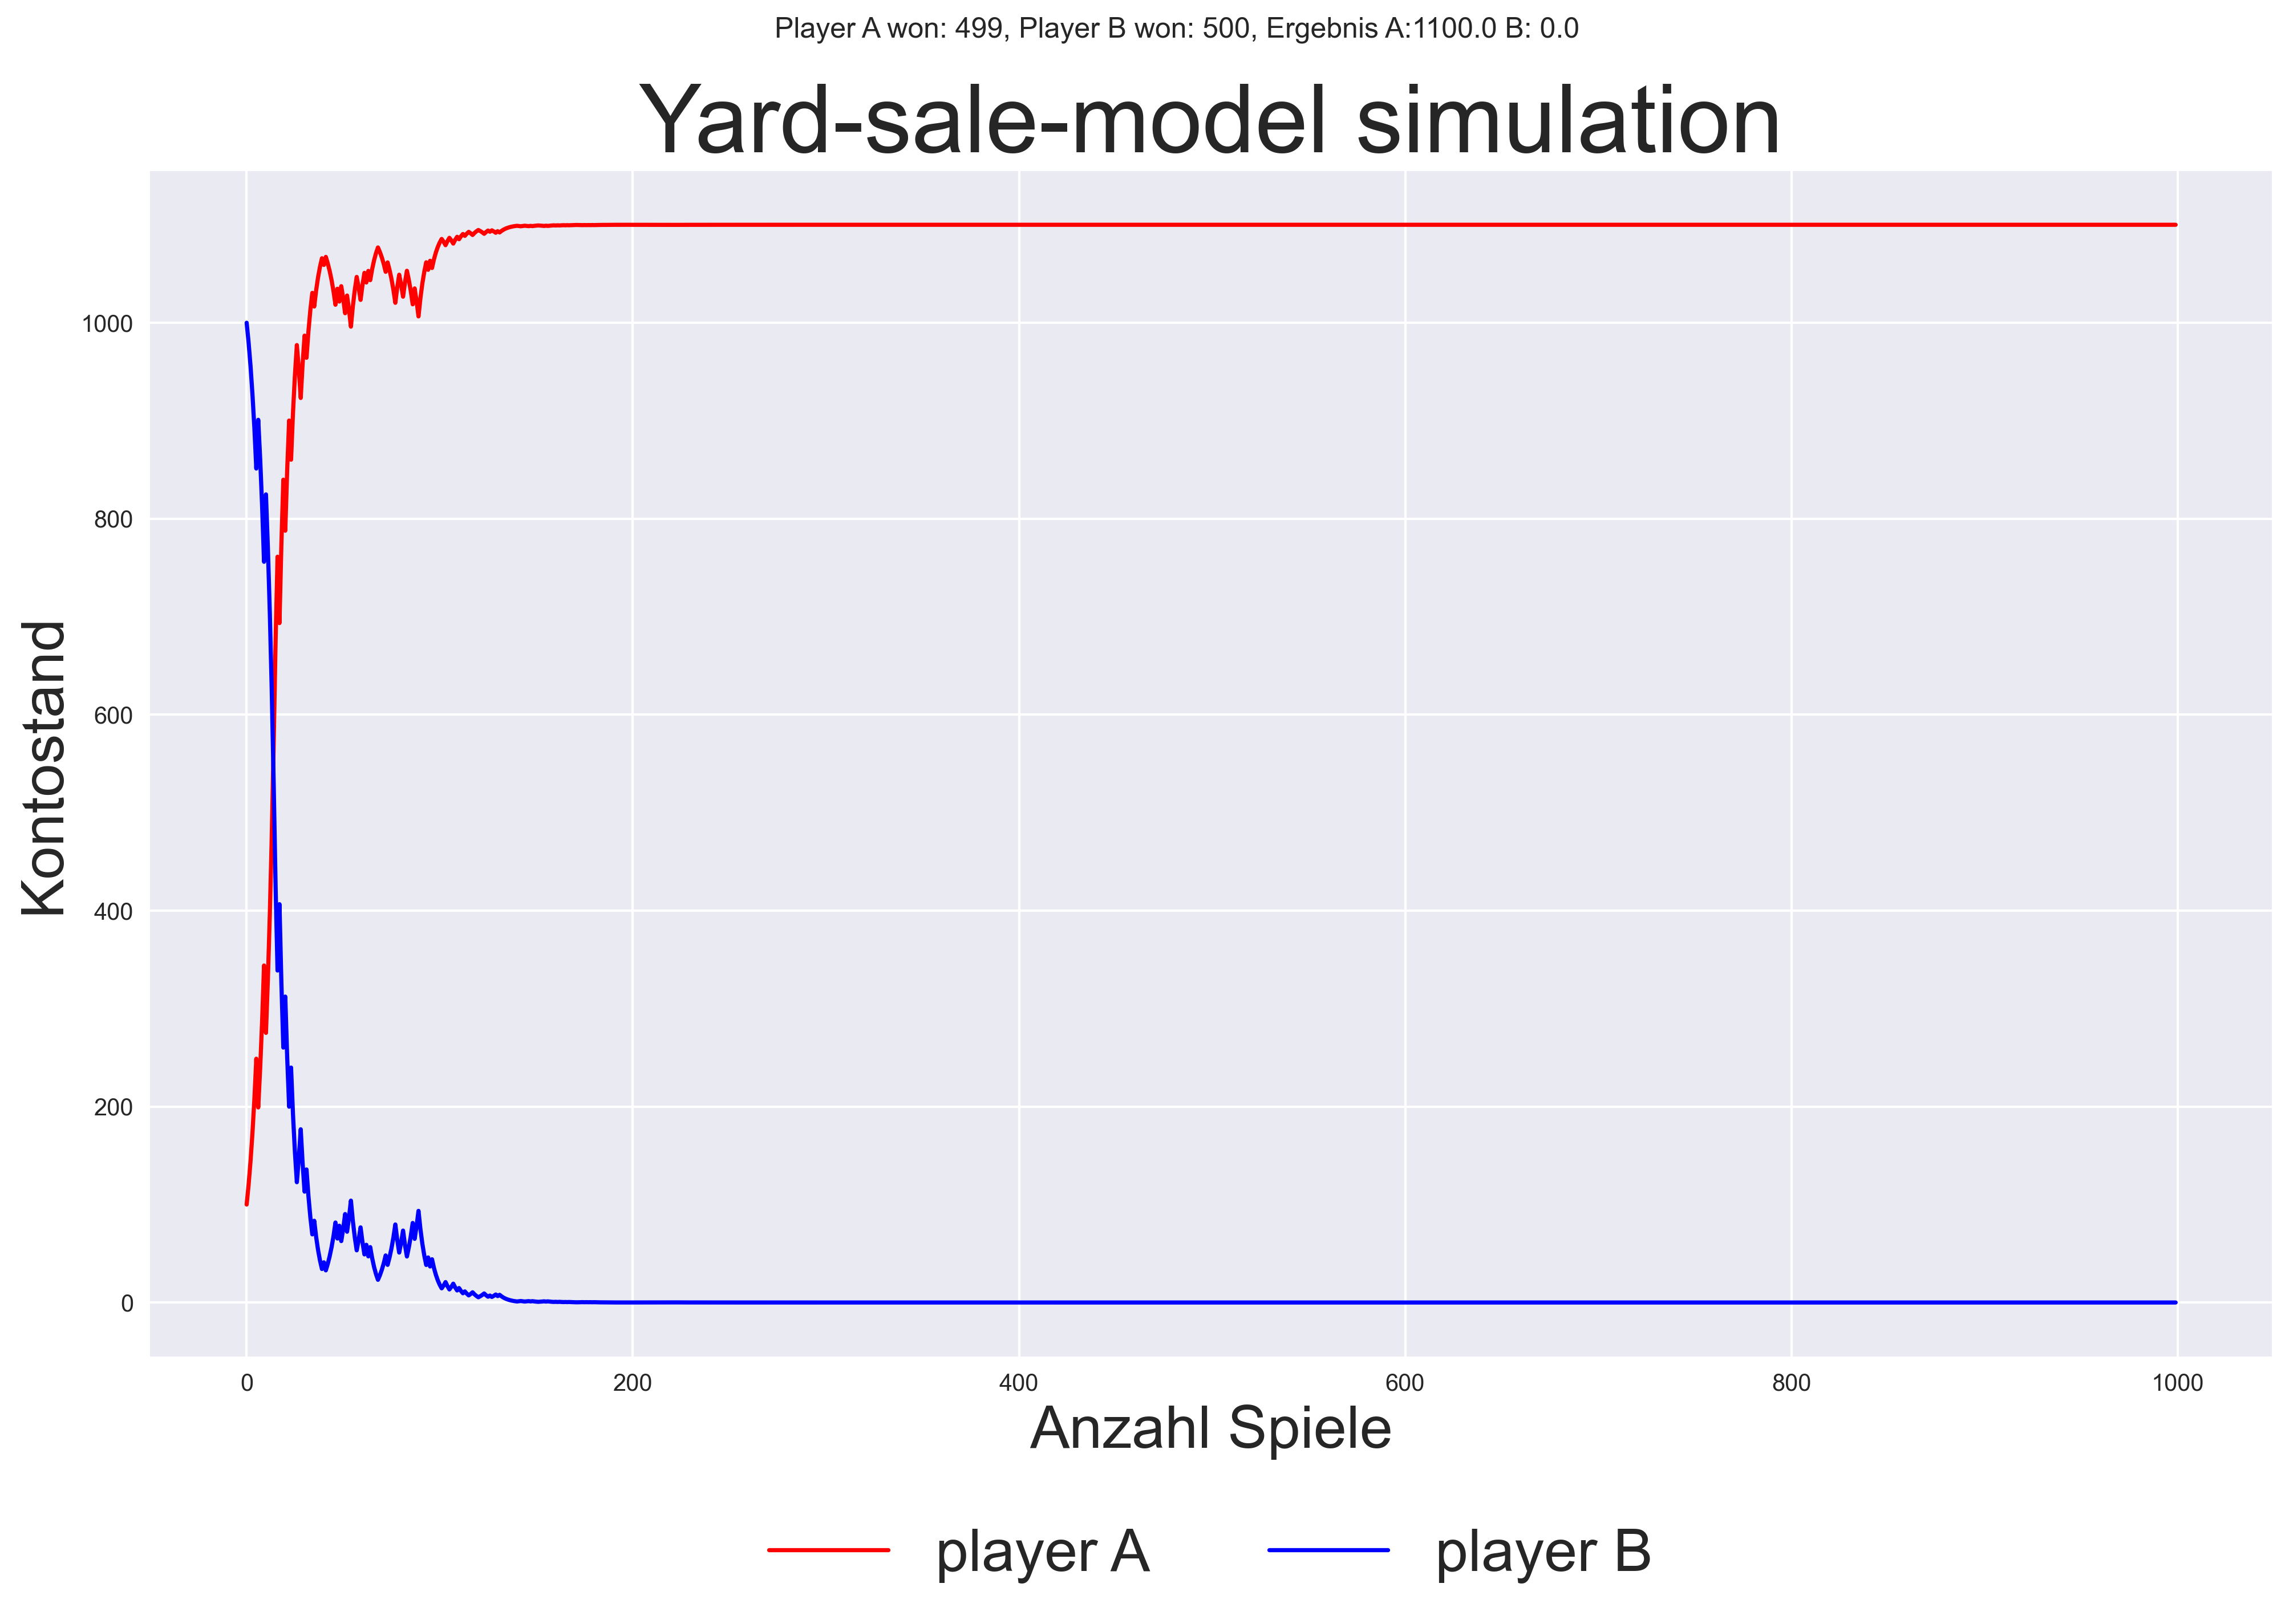 Player A won: 499, Player B won: 500, Ergebnis A:1100.0 B: 0.0
Yard-sale-model simulation
Kontostand
1000
800
600
400
200
0
0 200 400 600 800 1000
Anzahl Spiele
player A player B